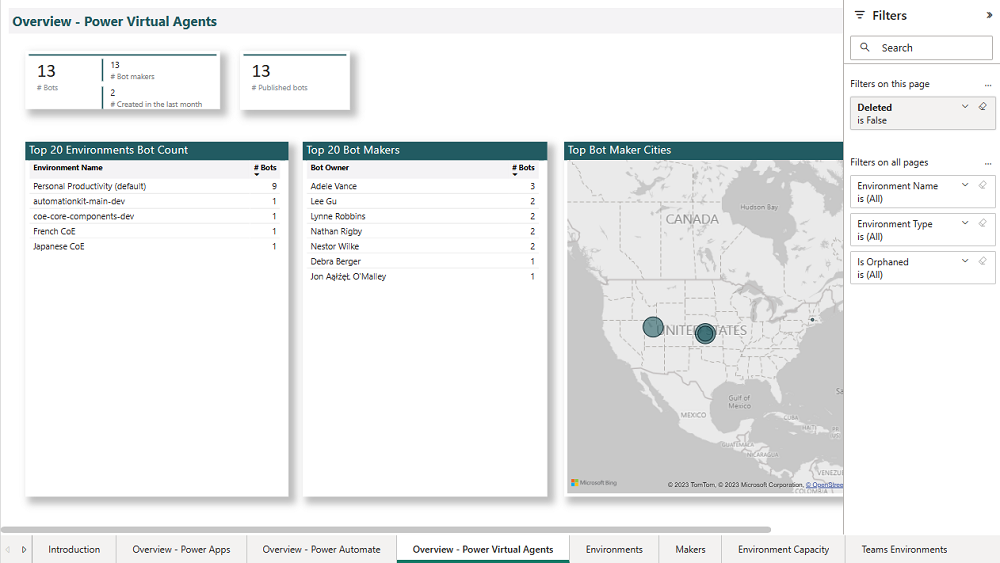 Overview - Power Virtual Agents
13
# Bots
13
# Bot makers
2
# Created in the last month
13
# Published bots
Top 20 Environments Bot Count
Environment Name # Bots
Personal Productivity (default) 9
automationkit-main-dev 1
coe-core-components-dev 1
French CoE 1
Japanese CoE 1
Top 20 Bot Makers
Bot Owner # Bots
Adele Vance 3
Lee Gu 2
Lynne Robbins 2
Nathan Rigby 2
Nestor Wilke 2
Debra Berger 1
Jon Ąążęł O'Malley 1
Top Bot Maker Cities
Hudson Bay
CANADA
UNITED STATES
Gulf of
Mexico
MEXICO
CUBA
GUATEMALA
NICARAGUA
VENEZU
COLOMBIA
Microsoft Bing
© 2023 TomTom, © 2023 Microsoft Corporation, © OpenStree
Filters
Search
Filters on this page
Deleted
is False
Filters on all pages
Environment Name
is (All)
Environment Type
is (All)
Is Orphaned
is (All)
Introduction
Overview - Power Apps
Overview - Power Automate
Overview - Power Virtual Agents
Environments
Makers
Environment Capacity
Teams Environments